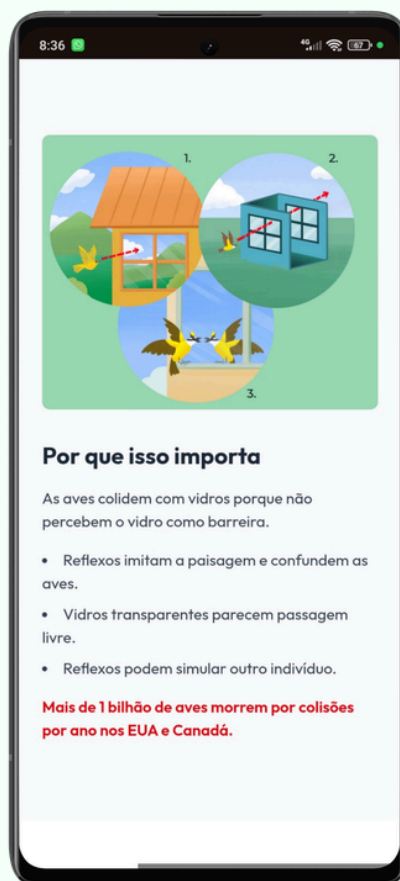 8:36
4G
67
1.
2.
3.
Por que isso importa
As aves colidem com vidros porque não
percebem o vidro como barreira.
• Reflexos imitam a paisagem e confundem as
aves.
• Vidros transparentes parecem passagem
livre.
• Reflexos podem simular outro indivíduo.
Mais de 1 bilhão de aves morrem por colisões
por ano nos EUA e Canadá.